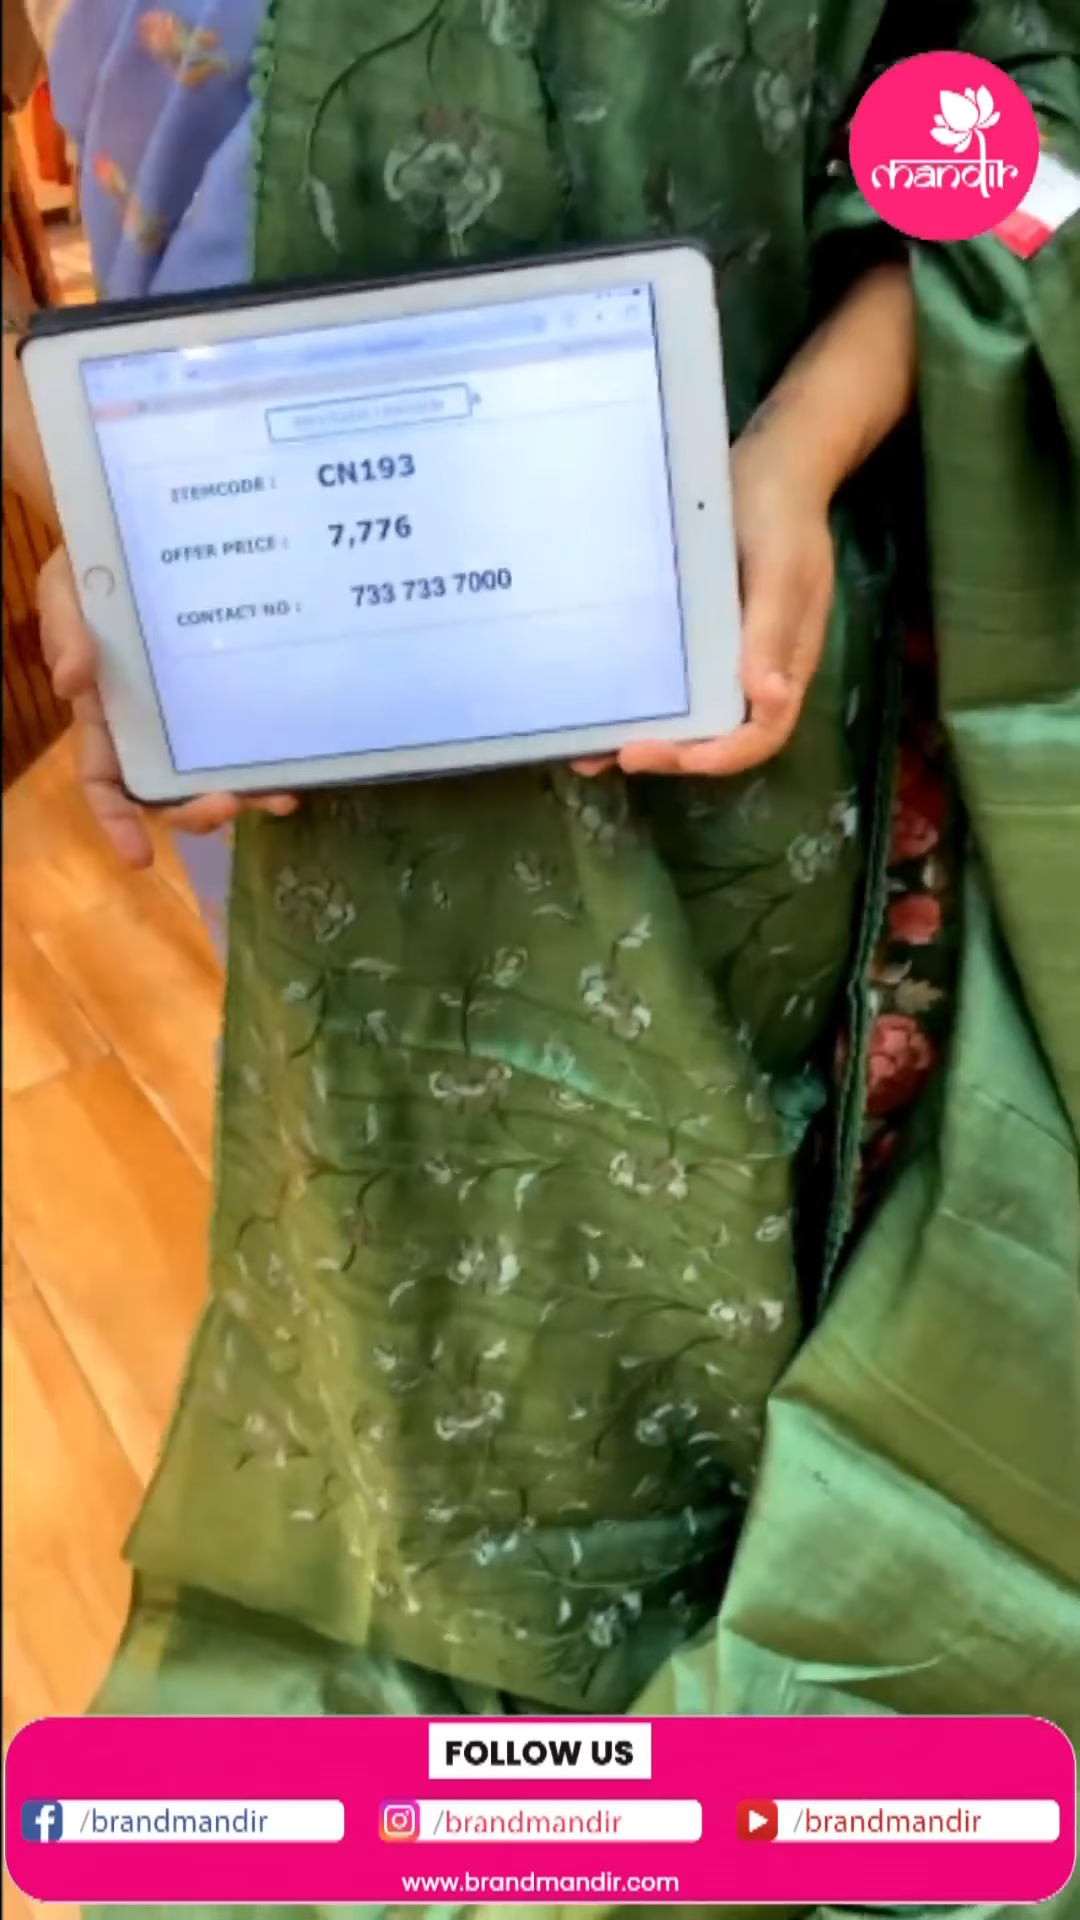 mandir
ITEMCODE : CN193
OFFER PRICE : 7,776
CONTACT NO : 733 733 7000
FOLLOW US
/brandmandir /brandmandir /brandmandir
www.brandmandir.com